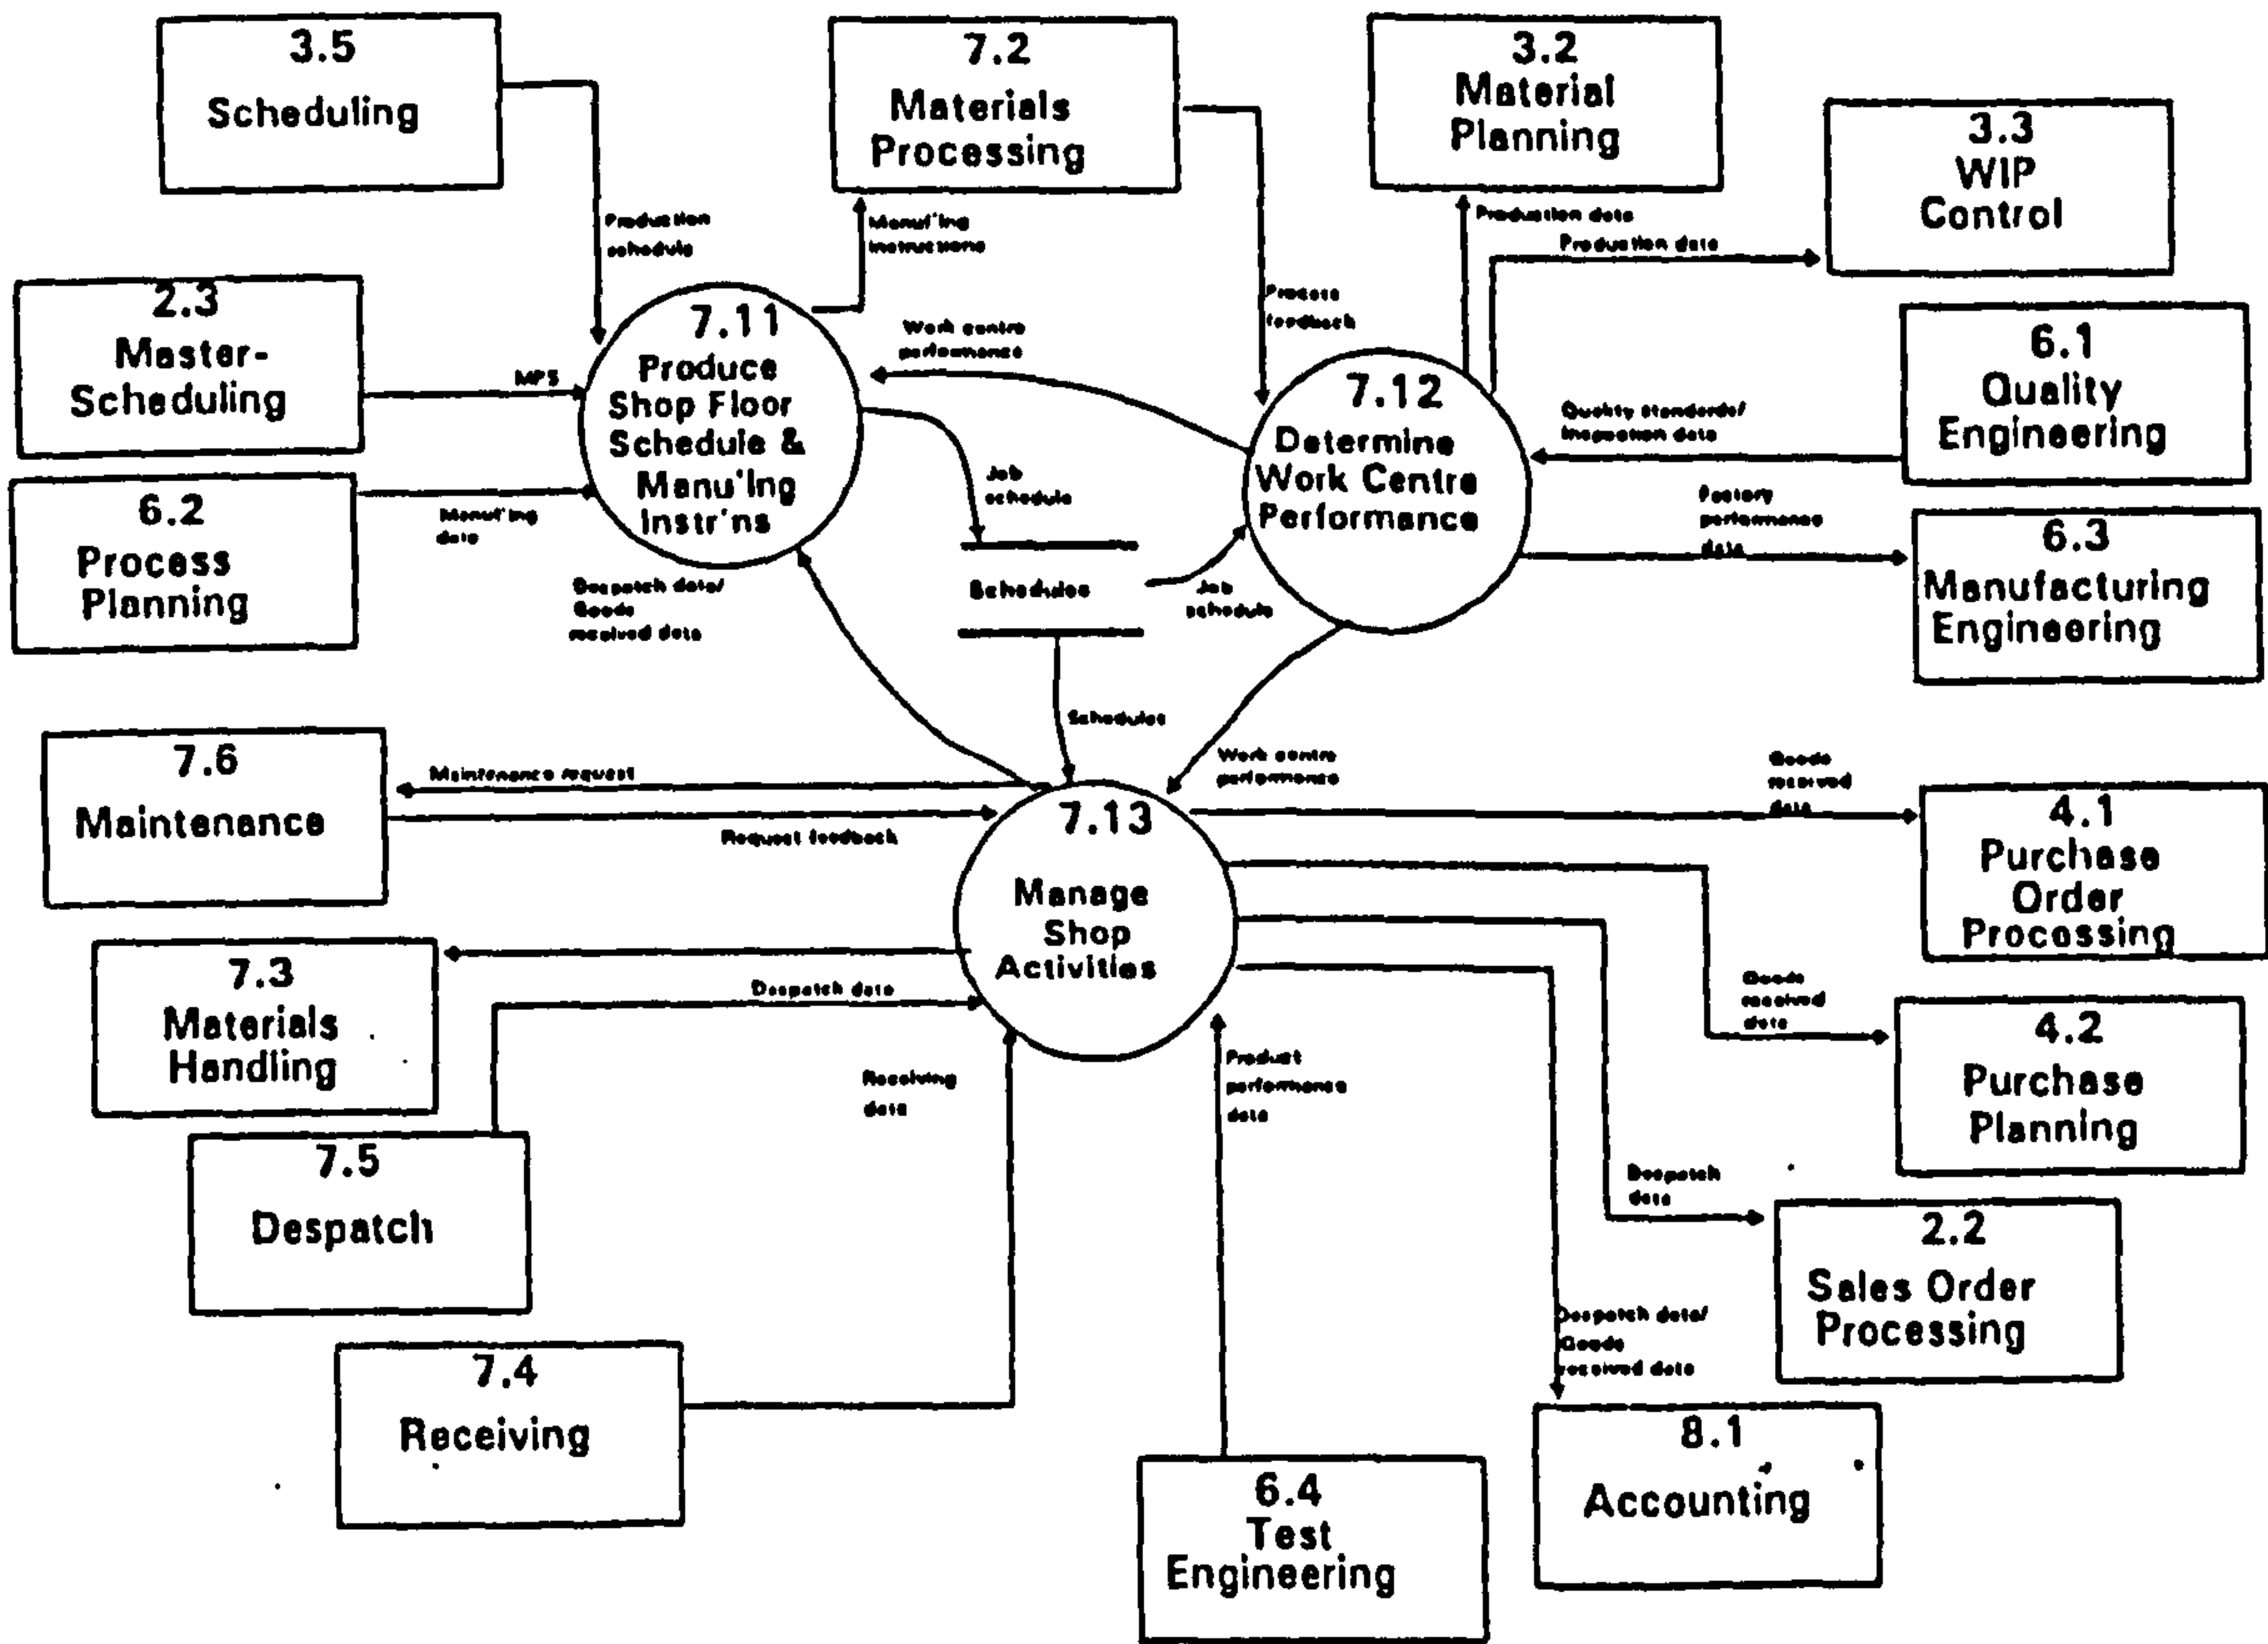 3.5
Scheduling
7.2
Materials
Processing
3.2
Material
Planning
3.3
WIP
Control
Production
schedule
Manuf'ing
instructions
Production data
Production data
2.3
Master-
Scheduling
MPS
7.11
Produce
Shop Floor
Schedule &
Manu'ing
Instr'ns
Work centre
performance
Process
feedback
7.12
Determine
Work Centre
Performance
6.1
Quality
Engineering
Quality standards/
Inspection data
6.2
Process
Planning
Manuf'ing
data
Job
schedule
Schedules
Job
schedule
Factory
performance
data
6.3
Manufacturing
Engineering
Despatch data/
Goods
received data
Schedules
Work centre
performance
7.6
Maintenance
Maintenance request
Request feedback
7.13
Manage
Shop
Activities
Goods
received
data
4.1
Purchase
Order
Processing
7.3
Materials
Handling
Despatch data
Goods
received
data
4.2
Purchase
Planning
7.5
Despatch
Receiving
data
Product
performance
data
Despatch
data
2.2
Sales Order
Processing
7.4
Receiving
Despatch data/
Goods
received data
6.4
Test
Engineering
8.1
Accounting